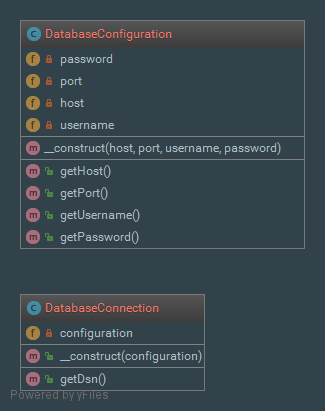 DatabaseConfiguration
password
port
host
username
__construct(host, port, username, password)
getHost()
getPort()
getUsername()
getPassword()
DatabaseConnection
configuration
__construct(configuration)
getDsn()
Powered by yFiles